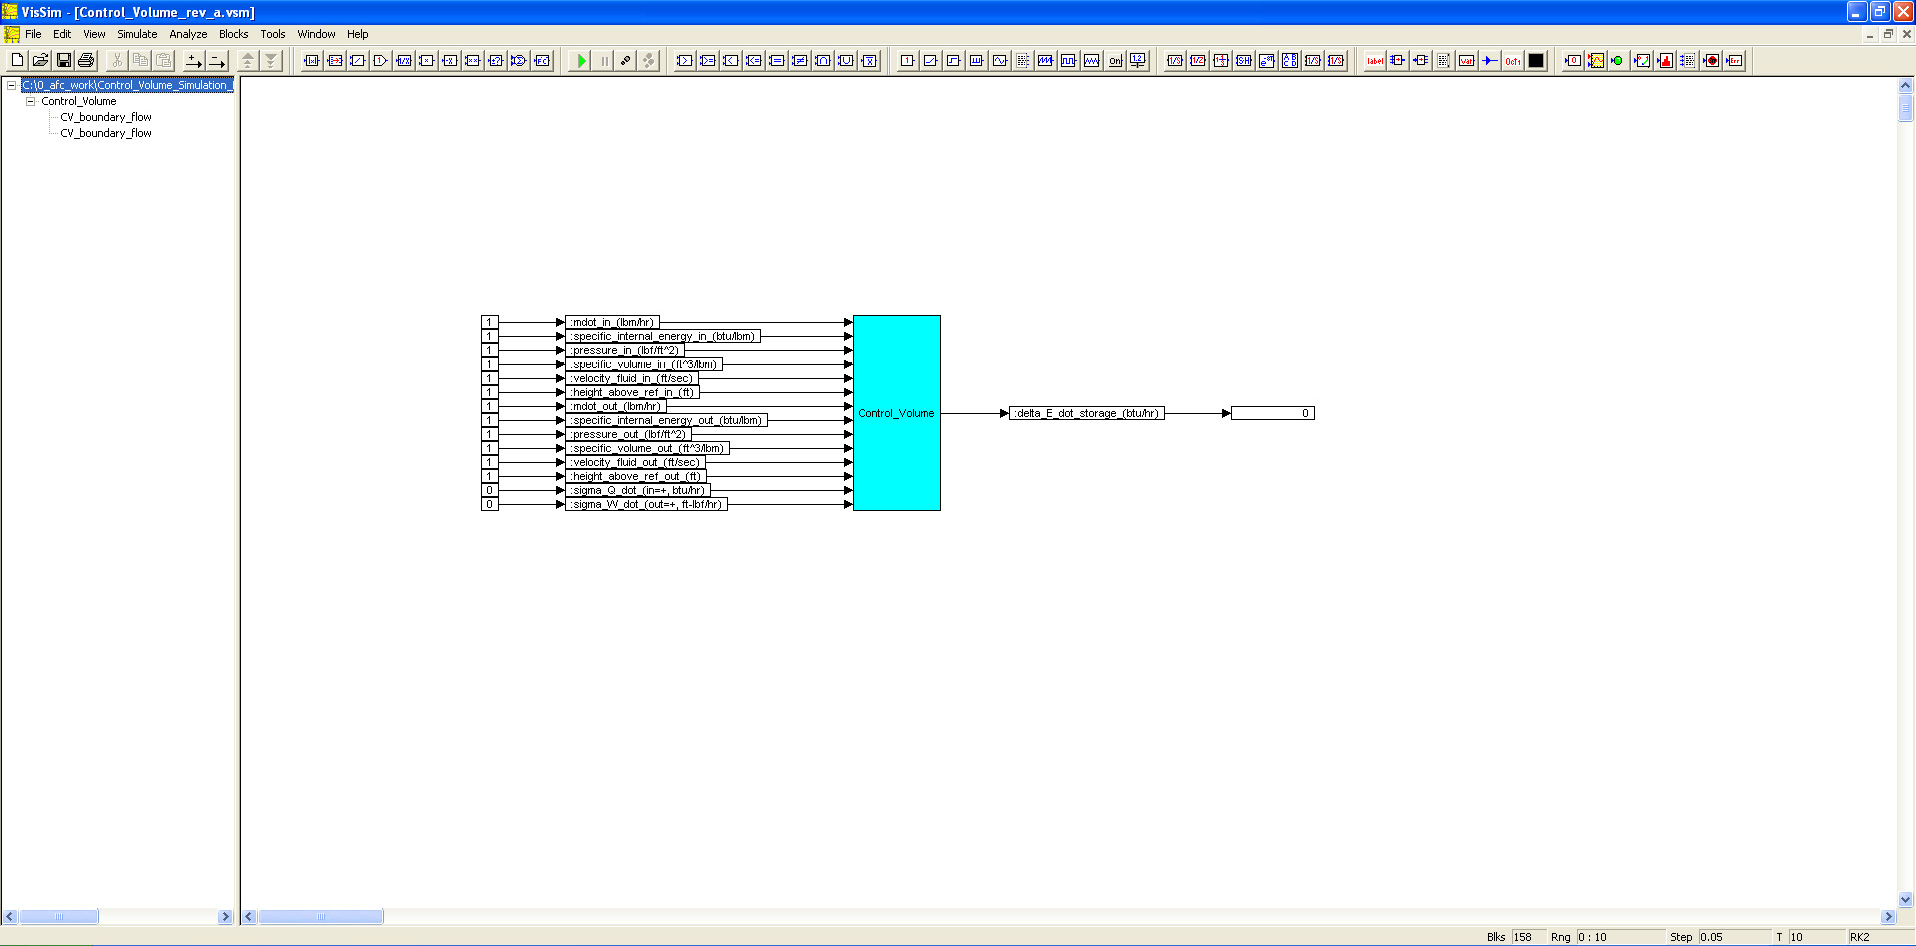 VisSim - [Control_Volume_rev_a.vsm]
File Edit View Simulate Analyze Blocks Tools Window Help
C:\0_afc_work\Control_Volume_Simulation_
Control_Volume
CV_boundary_flow
CV_boundary_flow
1 :mdot_in_(lbm/hr)
1 :specific_internal_energy_in_(btu/lbm)
1 :pressure_in_(lbf/ft^2)
1 :specific_volume_in_(ft^3/lbm)
1 :velocity_fluid_in_(ft/sec)
1 :height_above_ref_in_(ft)
1 :mdot_out_(lbm/hr)
1 :specific_internal_energy_out_(btu/lbm)
1 :pressure_out_(lbf/ft^2)
1 :specific_volume_out_(ft^3/lbm)
1 :velocity_fluid_out_(ft/sec)
1 :height_above_ref_out_(ft)
0 :sigma_Q_dot_(in=+, btu/hr)
0 :sigma_W_dot_(out=+, ft-lbf/hr)
Control_Volume
:delta_E_dot_storage_(btu/hr)
0
Blks 158 Rng 0 : 10 Step 0.05 T 10 RK2